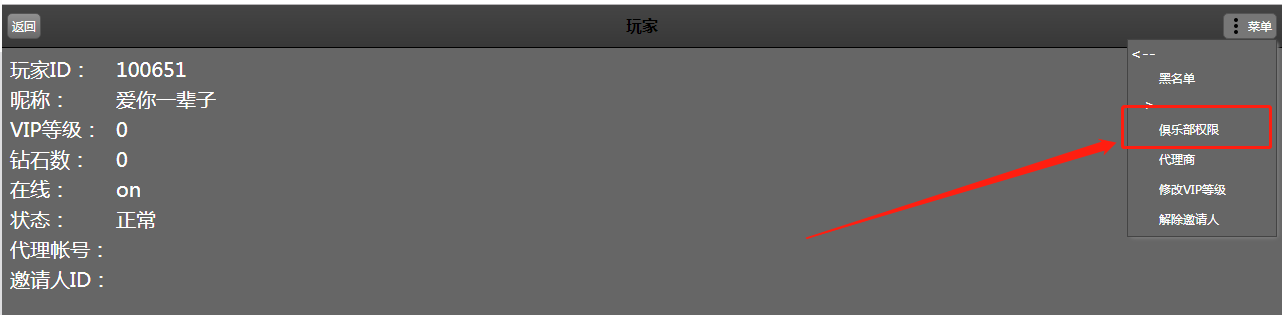 返回
玩家
菜单
玩家ID： 100651
昵称： 爱你一辈子
VIP等级： 0
钻石数： 0
在线： on
状态： 正常
代理帐号：
邀请人ID：
<--
黑名单
>
俱乐部权限
代理商
修改VIP等级
解除邀请人